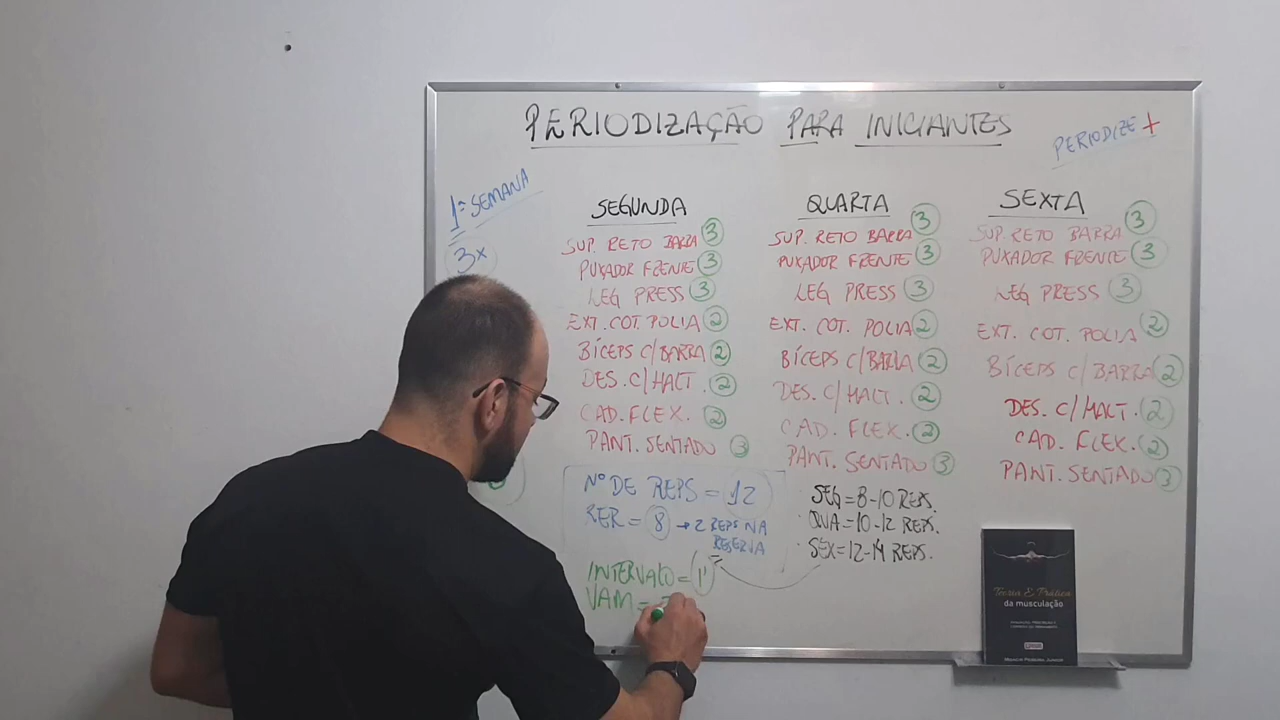 PERIODIZAÇÃO PARA INICIANTES
PERIODIZE +
1ª SEMANA
3x
SEGUNDA
SUP. RETO BARRA 3
PUXADOR FRENTE 3
LEG PRESS 3
EXT. COT. POLIA 2
BÍCEPS C/BARRA 2
DES. C/HALT. 2
CAD. FLEX. 2
PANT. SENTADO 3
QUARTA
SUP. RETO BARRA 3
PUXADOR FRENTE 3
LEG PRESS 3
EXT. COT. POLIA 2
BÍCEPS C/BARRA 2
DES. C/HALT. 2
CAD. FLEX. 2
PANT. SENTADO 3
SEXTA
SUP. RETO BARRA 3
PUXADOR FRENTE 3
LEG PRESS 3
EXT. COT. POLIA 2
BÍCEPS C/BARRA 2
DES. C/HALT. 2
CAD. FLEX. 2
PANT. SENTADO 3
Nº DE REPS = 12
RER = 8 → 2 REPS NA
RESERVA
INTERVALO = 1'
VAM =
SEG = 8-10 REPS.
QUA = 10-12 REPS.
SEX = 12-14 REPS.
Teoria E Prática
da musculação